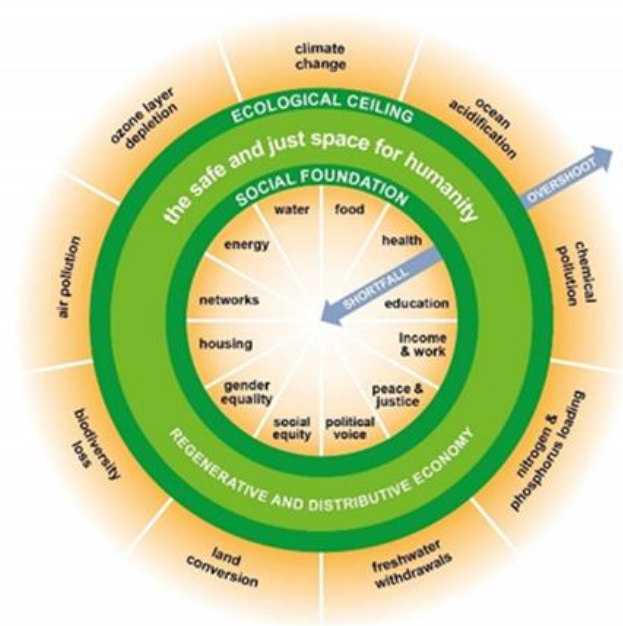 climate
change
ocean
acidification
chemical
pollution
nitrogen &
phosphorus loading
freshwater
withdrawals
land
conversion
biodiversity
loss
air pollution
ozone layer
depletion
ECOLOGICAL CEILING
the safe and just space for humanity
SOCIAL FOUNDATION
OVERSHOOT
SHORTFALL
water
food
health
education
Income
& work
peace &
justice
political
voice
social
equity
gender
equality
housing
networks
energy
REGENERATIVE AND DISTRIBUTIVE ECONOMY